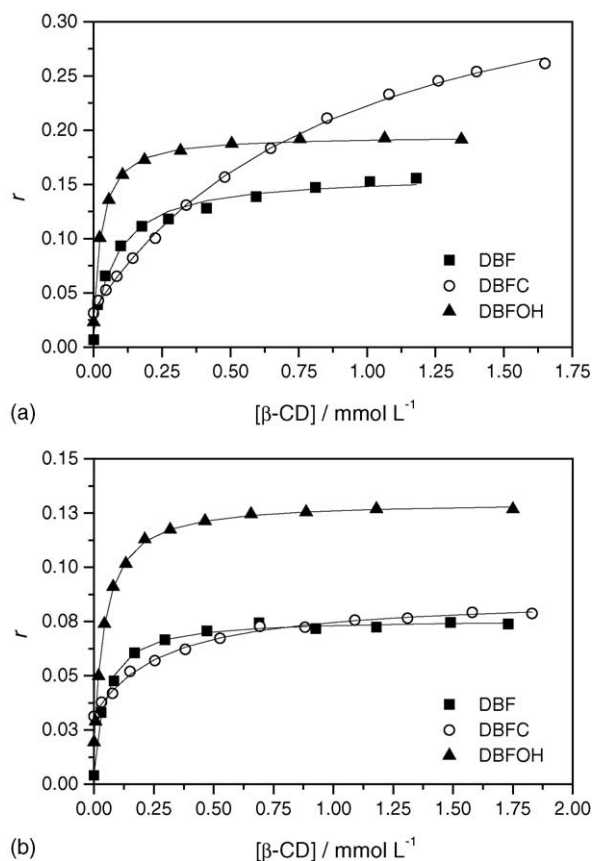 0.30
0.25
0.20
0.15
0.10
0.05
0.00
r
DBF
DBFC
DBFOH
0.00 0.25 0.50 0.75 1.00 1.25 1.50 1.75
(a)
[β-CD] / mmol L⁻¹
0.15
0.13
0.10
0.08
0.05
0.03
0.00
r
DBF
DBFC
DBFOH
0.00 0.25 0.50 0.75 1.00 1.25 1.50 1.75 2.00
(b)
[β-CD] / mmol L⁻¹